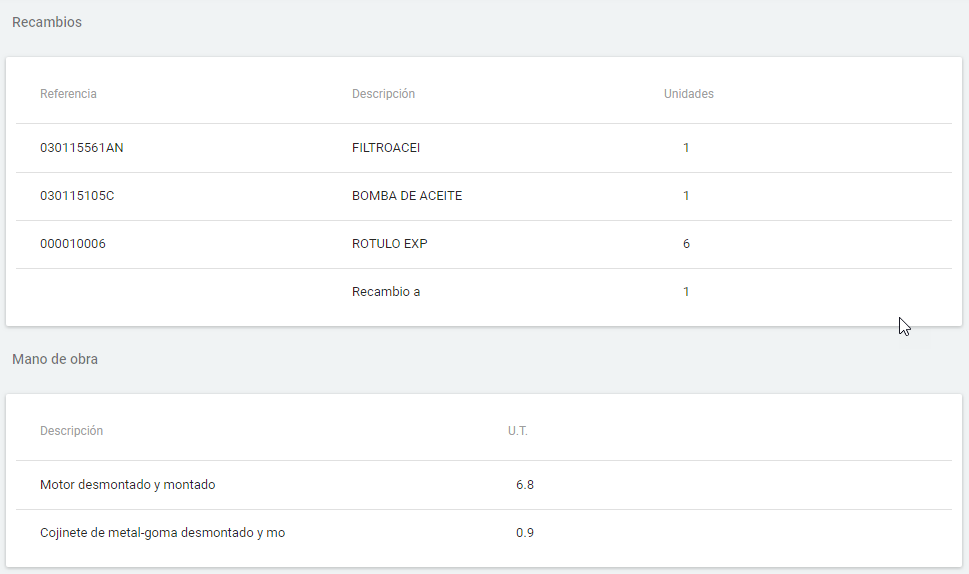 Recambios
Referencia Descripción Unidades
030115561AN FILTROACEI 1
030115105C BOMBA DE ACEITE 1
000010006 ROTULO EXP 6
Recambio a 1
Mano de obra
Descripción U.T.
Motor desmontado y montado 6.8
Cojinete de metal-goma desmontado y mo 0.9